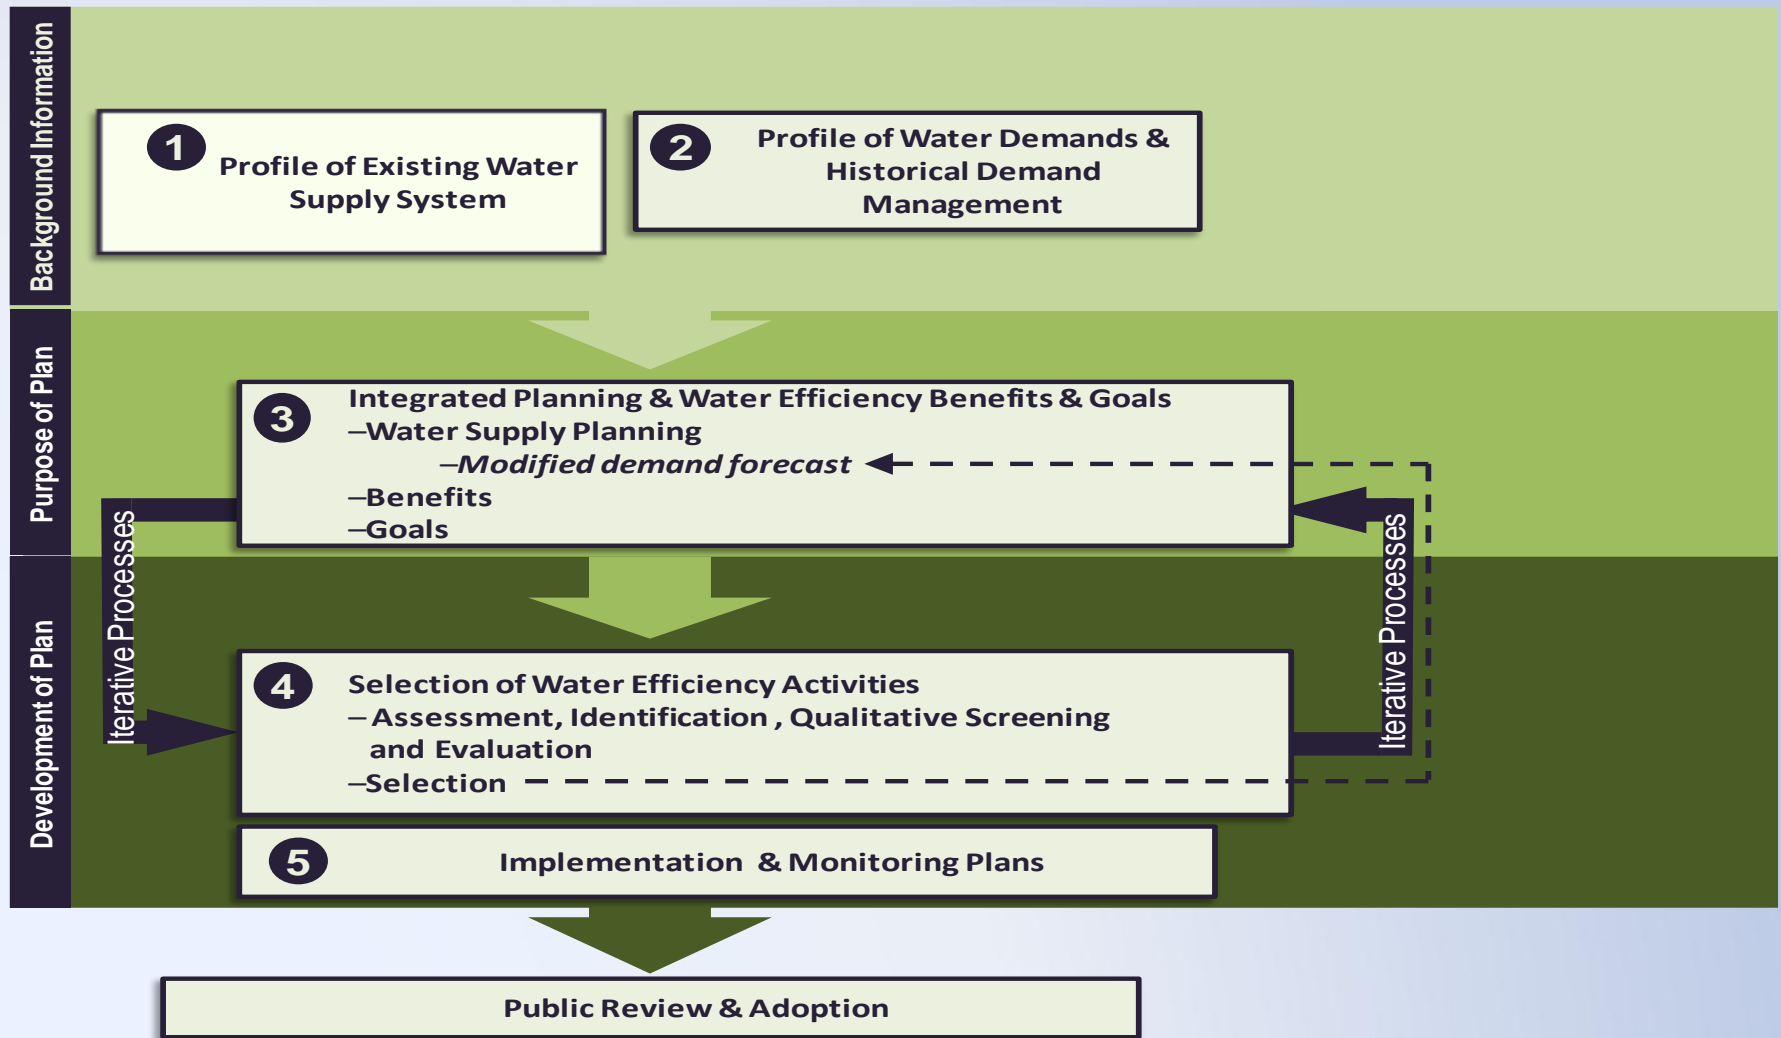 Background Information
1
Profile of Existing Water
Supply System
2
Profile of Water Demands &
Historical Demand
Management
Purpose of Plan
3
Integrated Planning & Water Efficiency Benefits & Goals
–Water Supply Planning
–Modified demand forecast
–Benefits
–Goals
Iterative Processes
Iterative Processes
Development of Plan
4
Selection of Water Efficiency Activities
– Assessment, Identification , Qualitative Screening
and Evaluation
–Selection
5
Implementation & Monitoring Plans
Public Review & Adoption